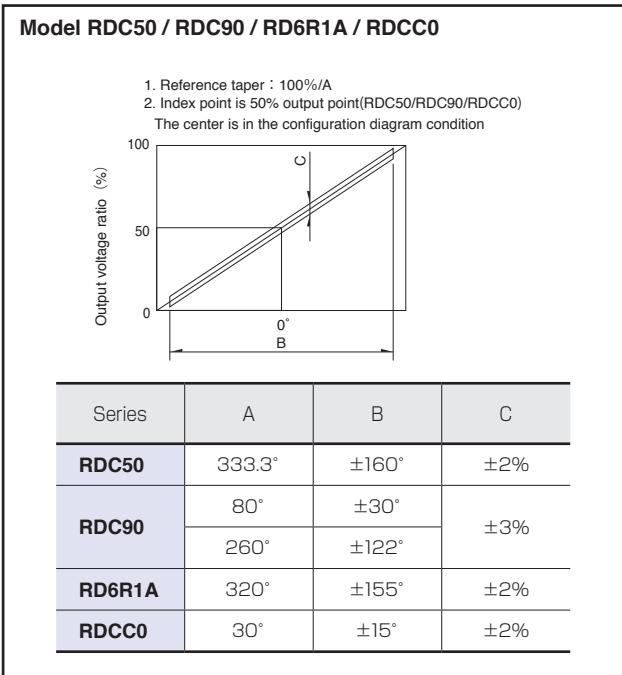 Model RDC50 / RDC90 / RD6R1A / RDCC0
1. Reference taper：100%/A
2. Index point is 50% output point(RDC50/RDC90/RDCC0)
The center is in the configuration diagram condition
Output voltage ratio (%)
100
50
0
C
0˚
B
Series A B C
RDC50 333.3˚ ±160˚ ±2%
RDC90 80˚ ±30˚ ±3%
260˚ ±122˚
RD6R1A 320˚ ±155˚ ±2%
RDCC0 30˚ ±15˚ ±2%